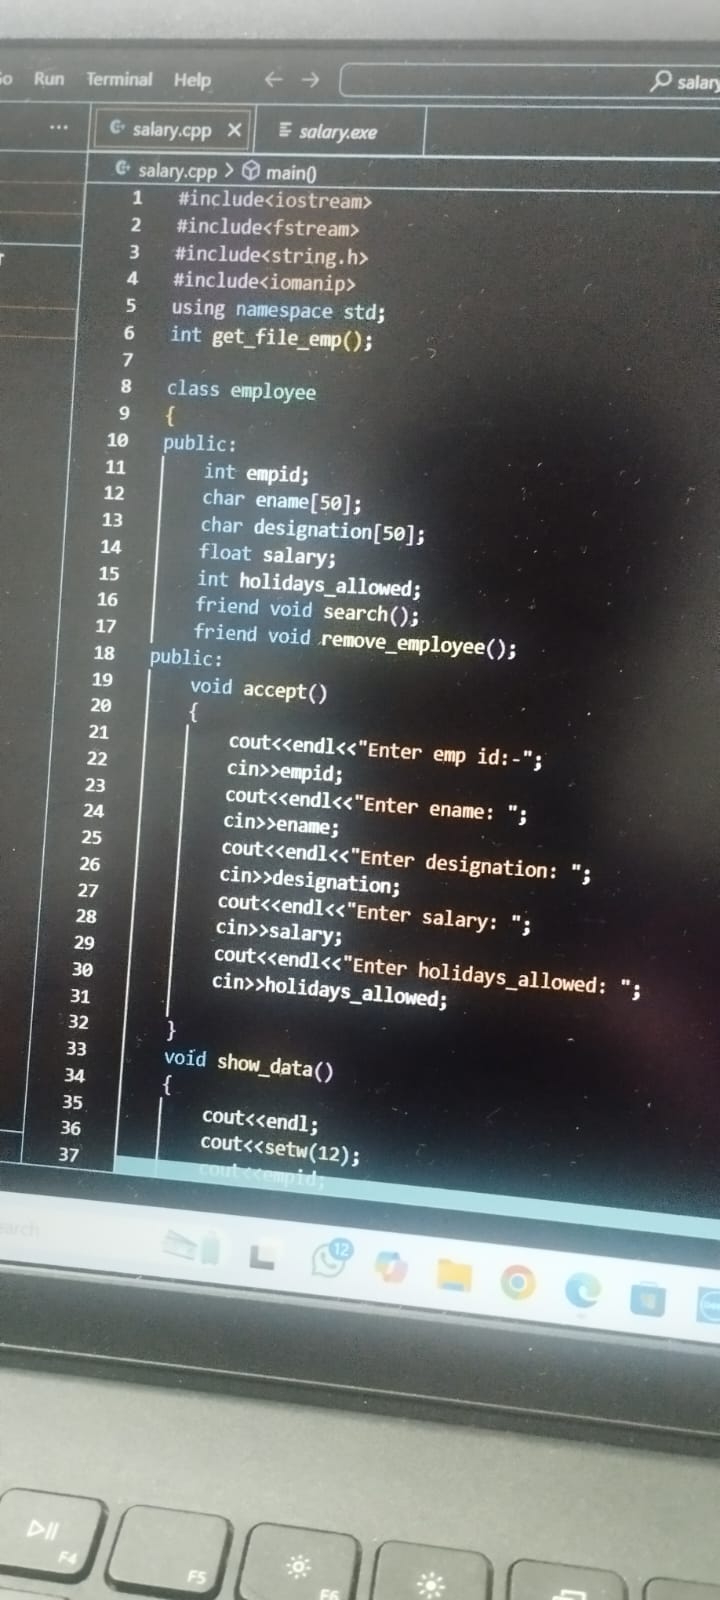 Run Terminal Help ← →
salary.cpp × salary.exe
salary.cpp > main()
1 #include<iostream>
2 #include<fstream>
3 #include<string.h>
4 #include<iomanip>
5 using namespace std;
6 int get_file_emp();
7
8 class employee
9 {
10 public:
11 int empid;
12 char ename[50];
13 char designation[50];
14 float salary;
15 int holidays_allowed;
16 friend void search();
17 friend void remove_employee();
18 public:
19 void accept()
20 {
21 cout<<endl<<"Enter emp id:-";
22 cin>>empid;
23 cout<<endl<<"Enter ename: ";
24 cin>>ename;
25 cout<<endl<<"Enter designation: ";
26 cin>>designation;
27 cout<<endl<<"Enter salary: ";
28 cin>>salary;
29 cout<<endl<<"Enter holidays_allowed: ";
30 cin>>holidays_allowed;
31
32 }
33 void show_data()
34 {
35 cout<<endl;
36 cout<<setw(12);
37 cout<<empid;
12
F4
F5
F6